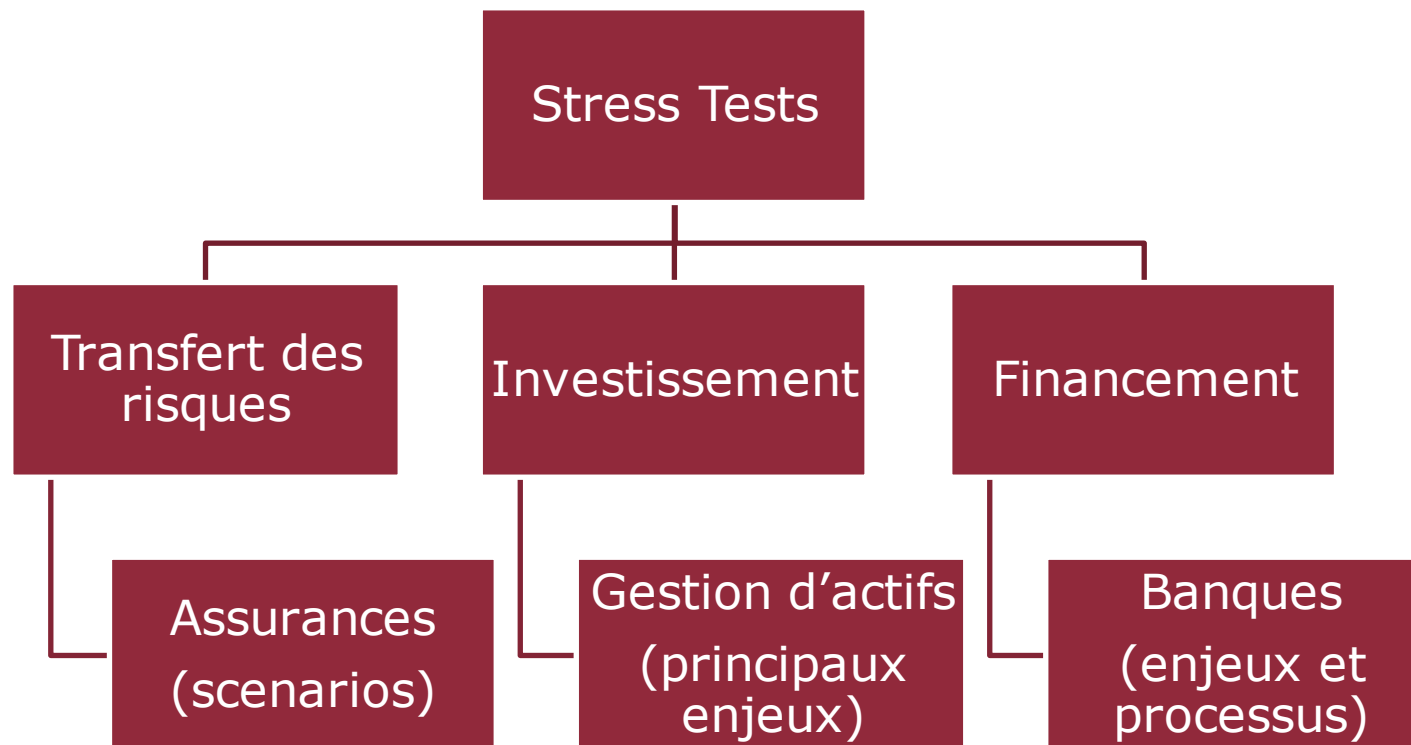 Stress Tests
Transfert des
risques
Investissement
Financement
Assurances
(scenarios)
Gestion d’actifs
(principaux
enjeux)
Banques
(enjeux et
processus)